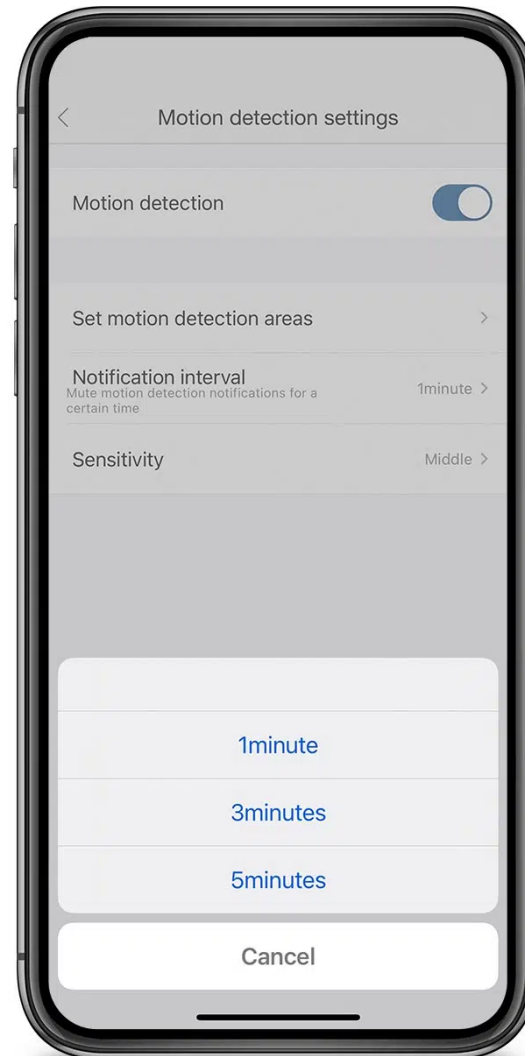 Motion detection settings
Motion detection
Set motion detection areas
Notification interval
Mute motion detection notifications for a
certain time
1minute
Sensitivity
Middle
1minute
3minutes
5minutes
Cancel